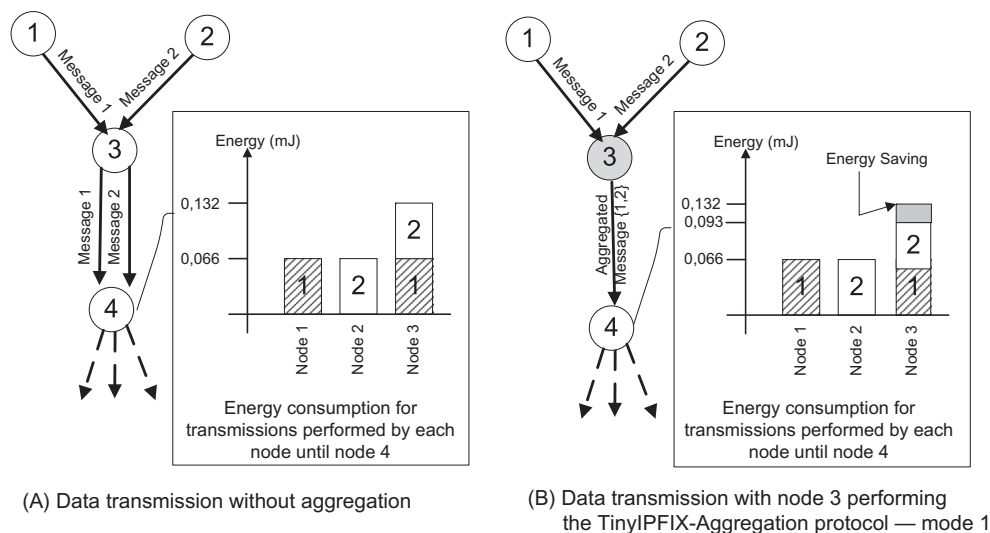 1
2
Message 1
Message 2
3
Message 1
Message 2
4
Energy (mJ)
0,132
0,066
1
2
2
1
Node 1
Node 2
Node 3
Energy consumption for
transmissions performed by each
node until node 4
(A) Data transmission without aggregation
1
2
Message 1
Message 2
3
Aggregated
Message {1,2}
4
Energy (mJ)
Energy Saving
0,132
0,093
0,066
1
2
2
1
Node 1
Node 2
Node 3
Energy consumption for
transmissions performed by each
node until node 4
(B) Data transmission with node 3 performing
the TinyIPFIX-Aggregation protocol — mode 1